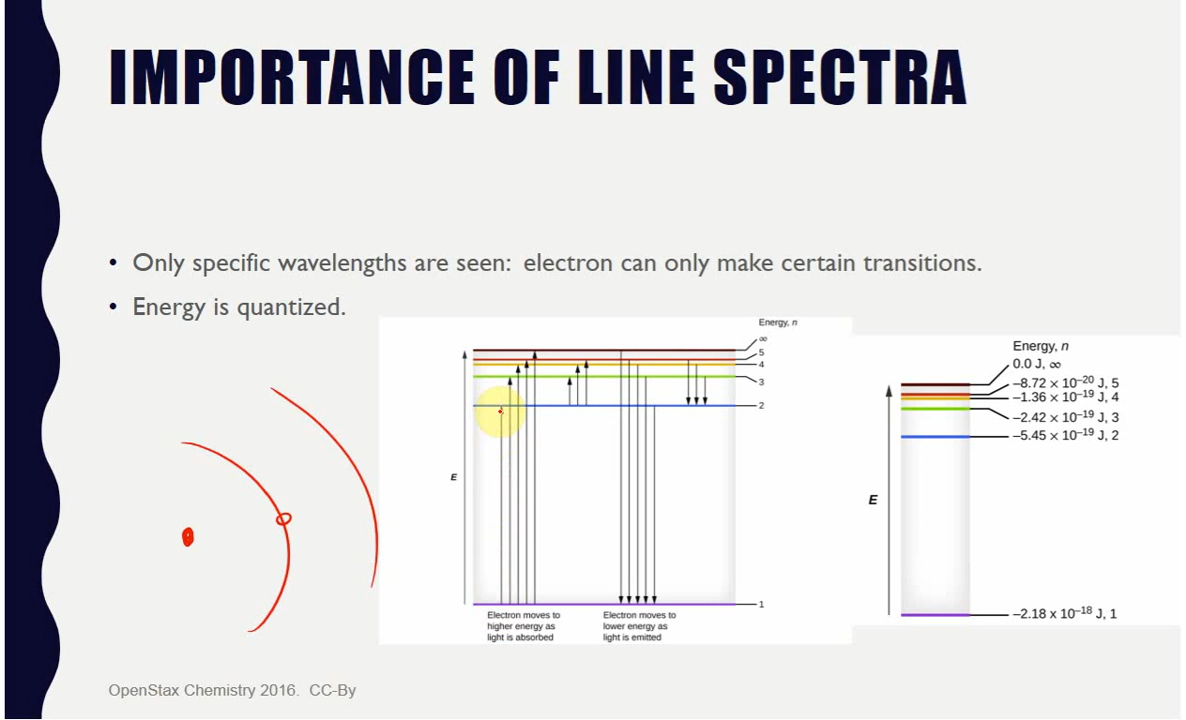 IMPORTANCE OF LINE SPECTRA
• Only specific wavelengths are seen:  electron can only make certain transitions.
• Energy is quantized.
Energy, n
∞
5
4
3
2
E
1
Electron moves to
higher energy as
light is absorbed
Electron moves to
lower energy as
light is emitted
Energy, n
0.0 J, ∞
–8.72 x 10⁻²⁰ J, 5
–1.36 x 10⁻¹⁹ J, 4
–2.42 x 10⁻¹⁹ J, 3
–5.45 x 10⁻¹⁹ J, 2
E
–2.18 x 10⁻¹⁸ J, 1
OpenStax Chemistry 2016.  CC-By